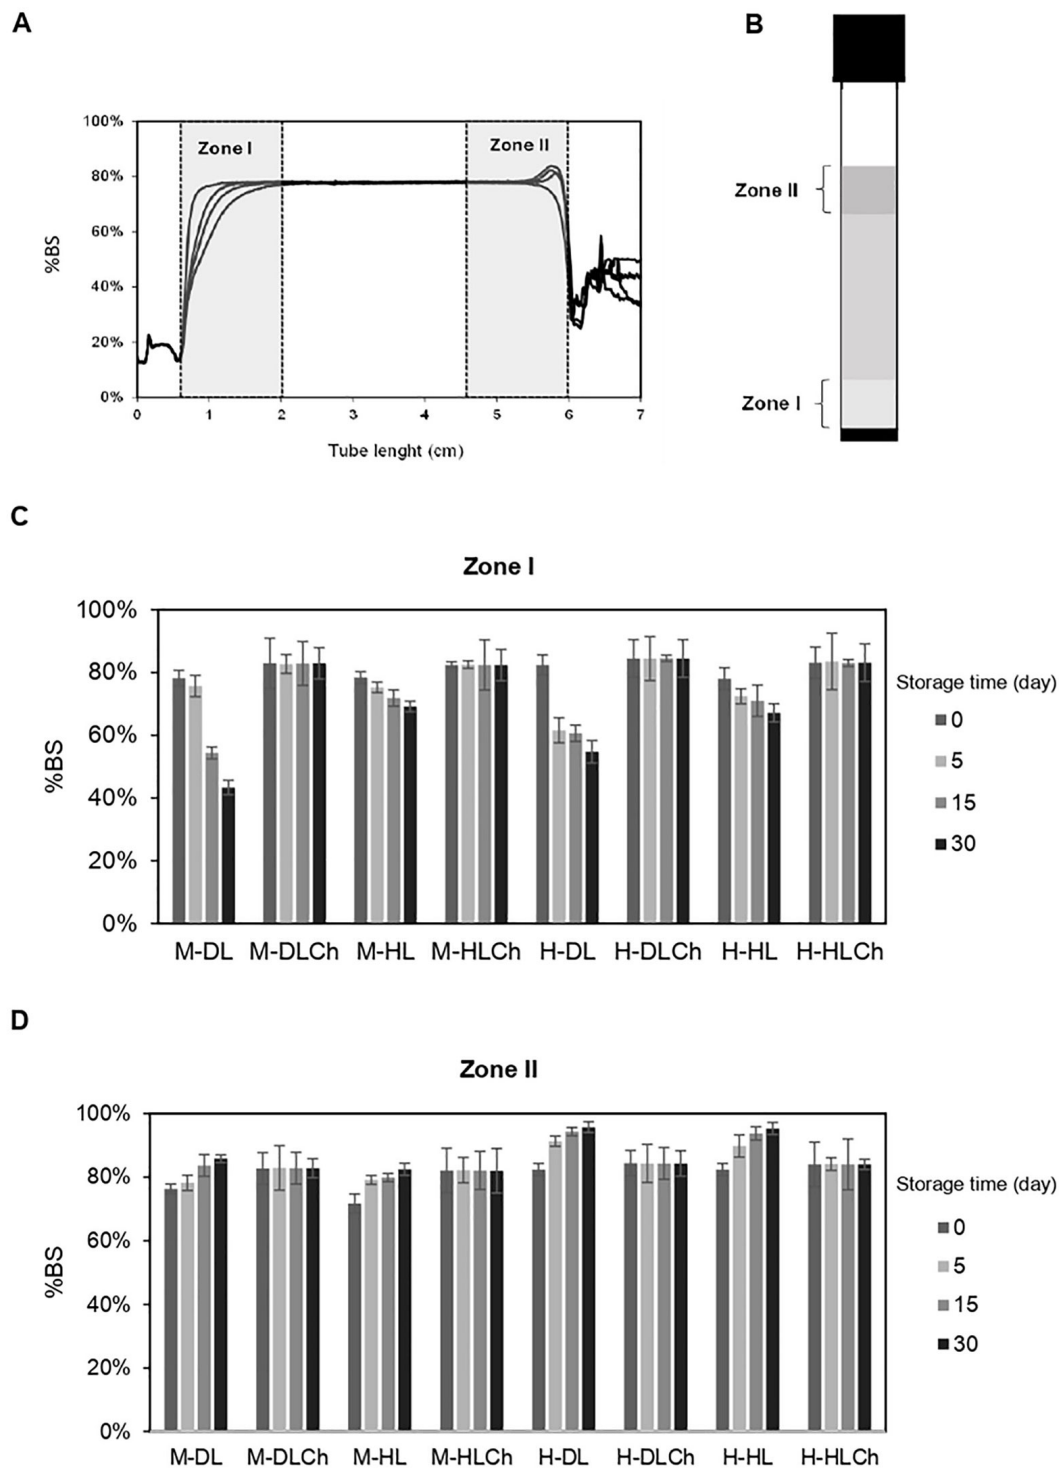 A
B
100%
80%
60%
40%
20%
0%
%BS
Zone I
Zone II
0 1 2 3 4 5 6 7
Tube lenght (cm)
Zone II
Zone I
C
Zone I
100%
80%
60%
40%
20%
0%
%BS
M-DL M-DLCh M-HL M-HLCh H-DL H-DLCh H-HL H-HLCh
Storage time (day)
0
5
15
30
D
Zone II
100%
80%
60%
40%
20%
0%
%BS
M-DL M-DLCh M-HL M-HLCh H-DL H-DLCh H-HL H-HLCh
Storage time (day)
0
5
15
30